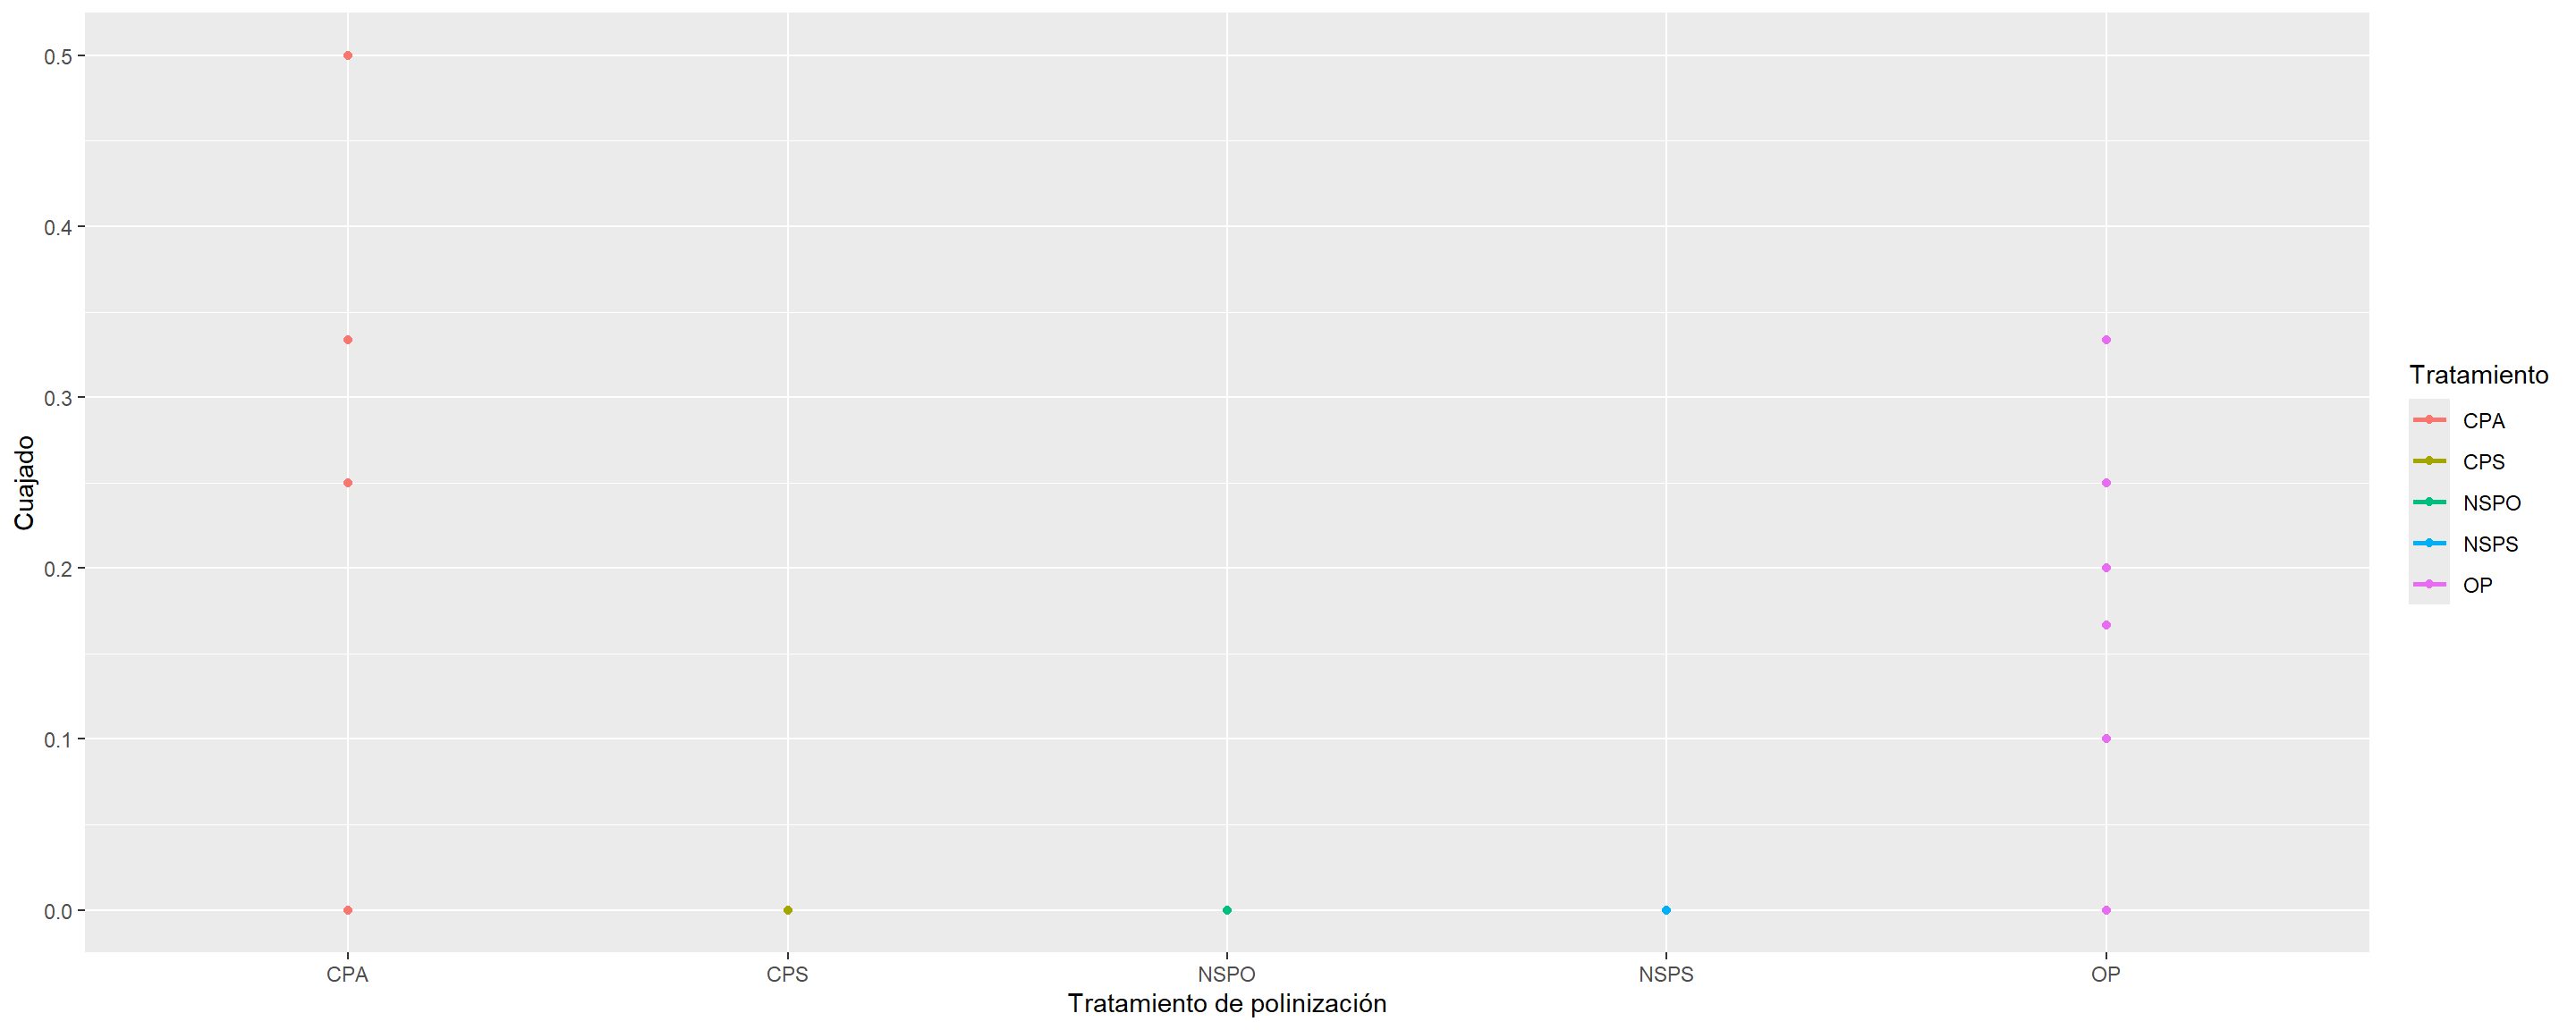 0.5
0.4
0.3
0.2
0.1
0.0
Cuajado
CPA
CPS
NSPO
NSPS
OP
Tratamiento de polinización
Tratamiento
CPA
CPS
NSPO
NSPS
OP